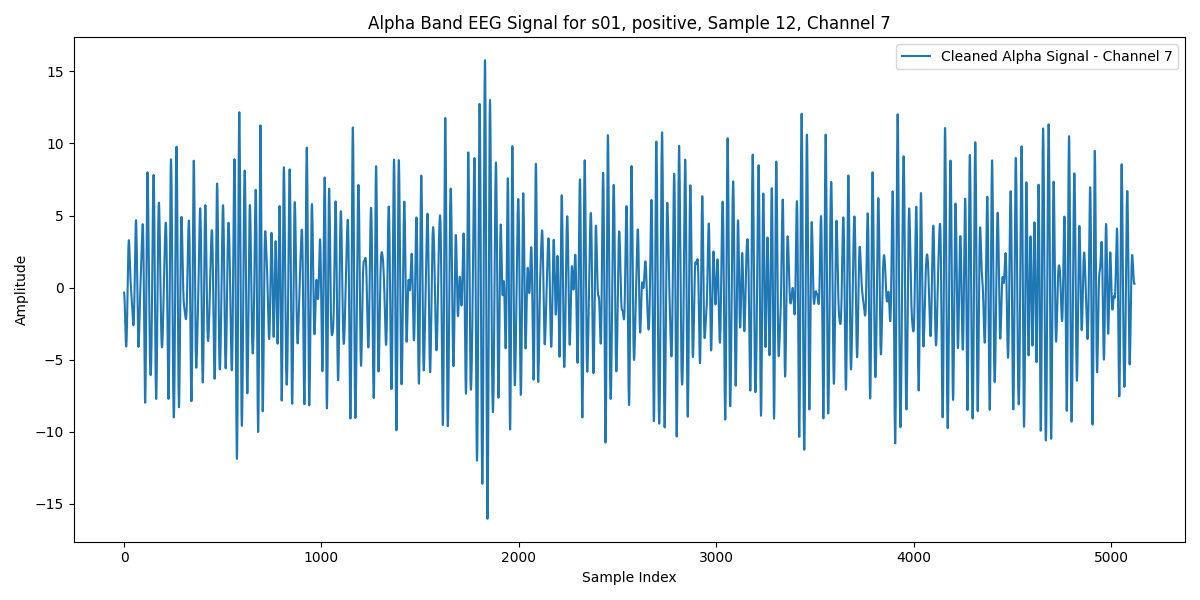 Alpha Band EEG Signal for s01, positive, Sample 12, Channel 7
Cleaned Alpha Signal - Channel 7
Amplitude
15
10
5
0
−5
−10
−15
0 1000 2000 3000 4000 5000
Sample Index